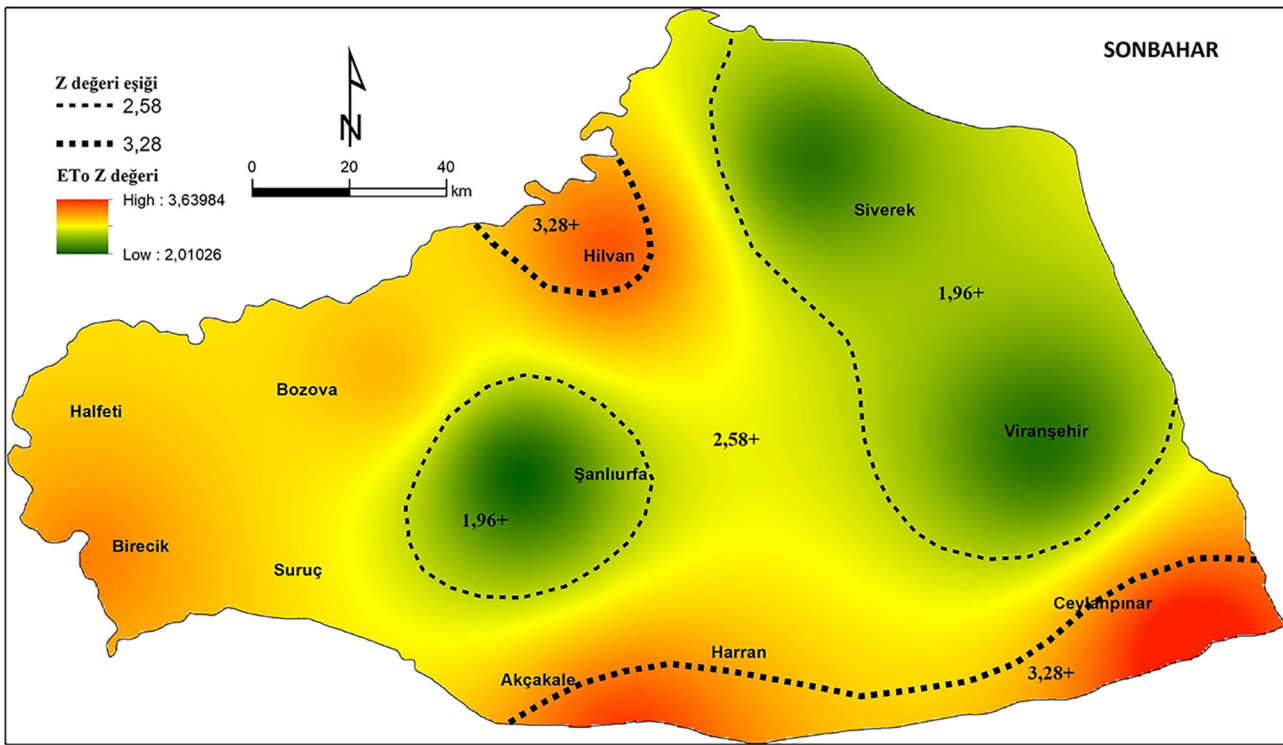 SONBAHAR
Z değeri eşiği
2,58
3,28
ETo Z değeri
High : 3,63984
Low : 2,01026
N
0 20 40
km
3,28+
Hilvan
Siverek
1,96+
Bozova
Halfeti
Viranşehir
2,58+
Şanlıurfa
1,96+
Birecik
Suruç
Ceylanpınar
Harran
Akçakale
3,28+